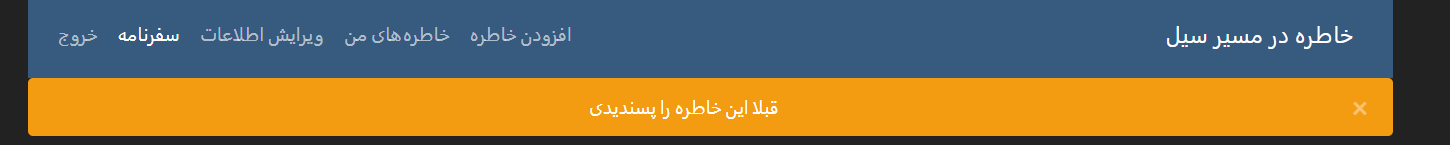 خاطره در مسیر سیل
افزودن خاطره
خاطره‌های من
ویرایش اطلاعات
سفرنامه
خروج
×
قبلا این خاطره را پسندیدی